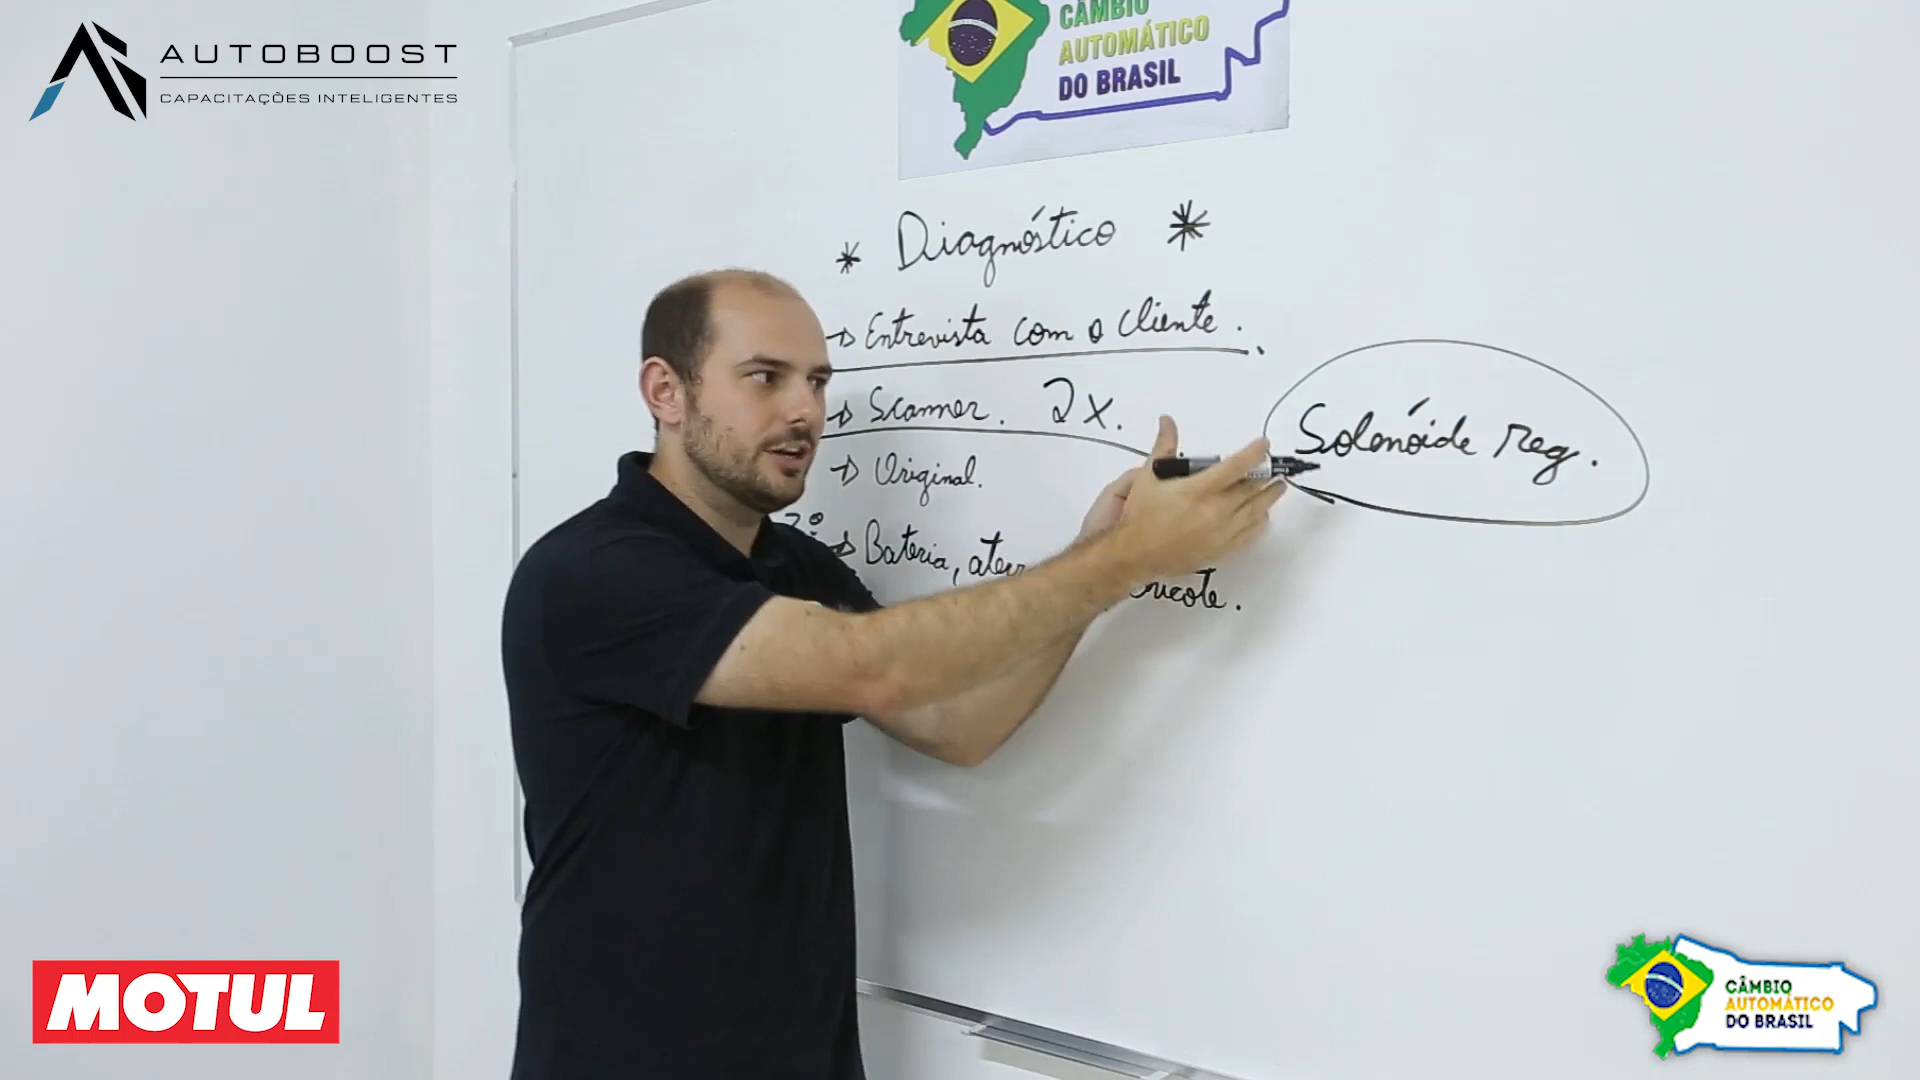 AUTOBOOST
CAPACITAÇÕES INTELIGENTES
CÂMBIO
AUTOMÁTICO
DO BRASIL
* Diagnóstico *
→ Entrevista com o cliente.
→ Scanner. 2x.
Solenóide reg.
→ Original.
→ Bateria,
MOTUL
CÂMBIO
AUTOMÁTICO
DO BRASIL